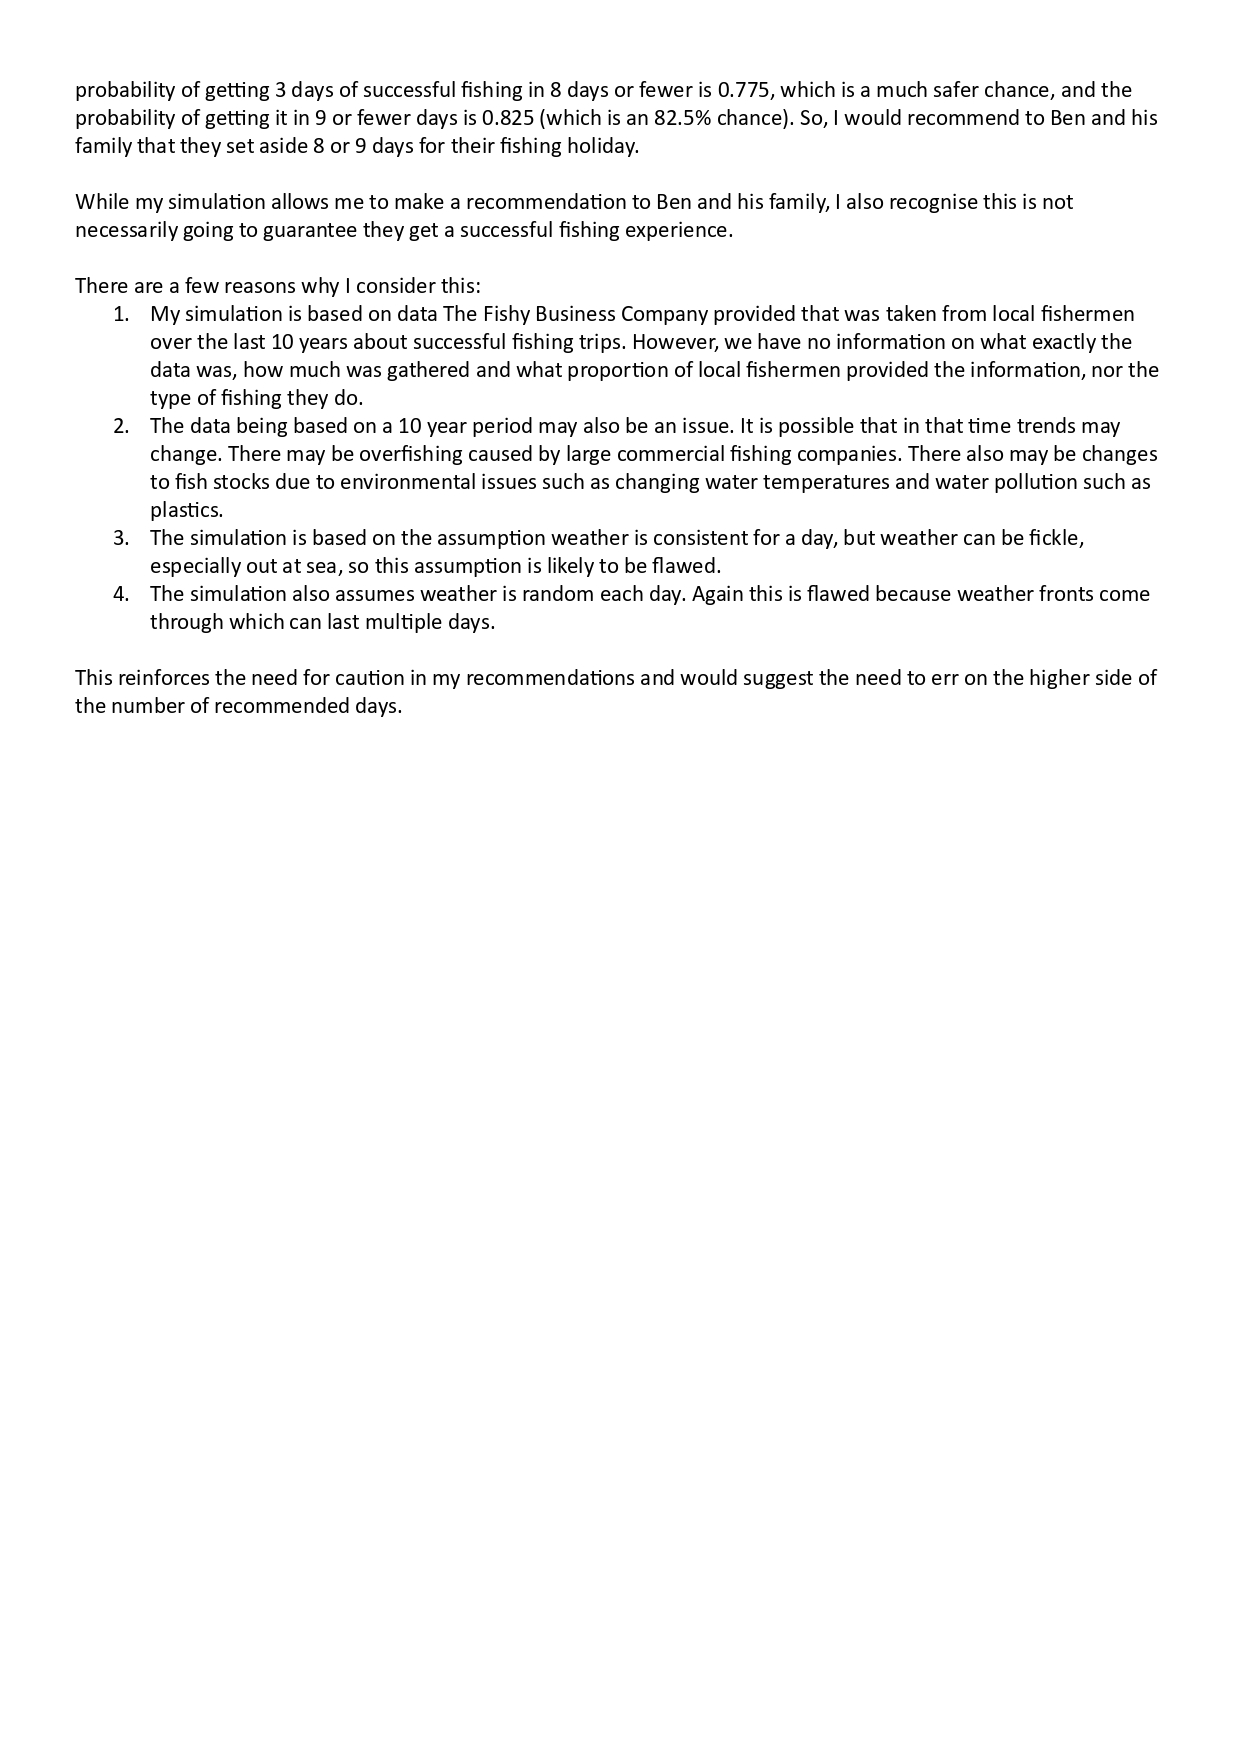 probability of getting 3 days of successful fishing in 8 days or fewer is 0.775, which is a much safer chance, and the
probability of getting it in 9 or fewer days is 0.825 (which is an 82.5% chance). So, I would recommend to Ben and his
family that they set aside 8 or 9 days for their fishing holiday.
While my simulation allows me to make a recommendation to Ben and his family, I also recognise this is not
necessarily going to guarantee they get a successful fishing experience.
There are a few reasons why I consider this:
1. My simulation is based on data The Fishy Business Company provided that was taken from local fishermen
over the last 10 years about successful fishing trips. However, we have no information on what exactly the
data was, how much was gathered and what proportion of local fishermen provided the information, nor the
type of fishing they do.
2. The data being based on a 10 year period may also be an issue. It is possible that in that time trends may
change. There may be overfishing caused by large commercial fishing companies. There also may be changes
to fish stocks due to environmental issues such as changing water temperatures and water pollution such as
plastics.
3. The simulation is based on the assumption weather is consistent for a day, but weather can be fickle,
especially out at sea, so this assumption is likely to be flawed.
4. The simulation also assumes weather is random each day. Again this is flawed because weather fronts come
through which can last multiple days.
This reinforces the need for caution in my recommendations and would suggest the need to err on the higher side of
the number of recommended days.